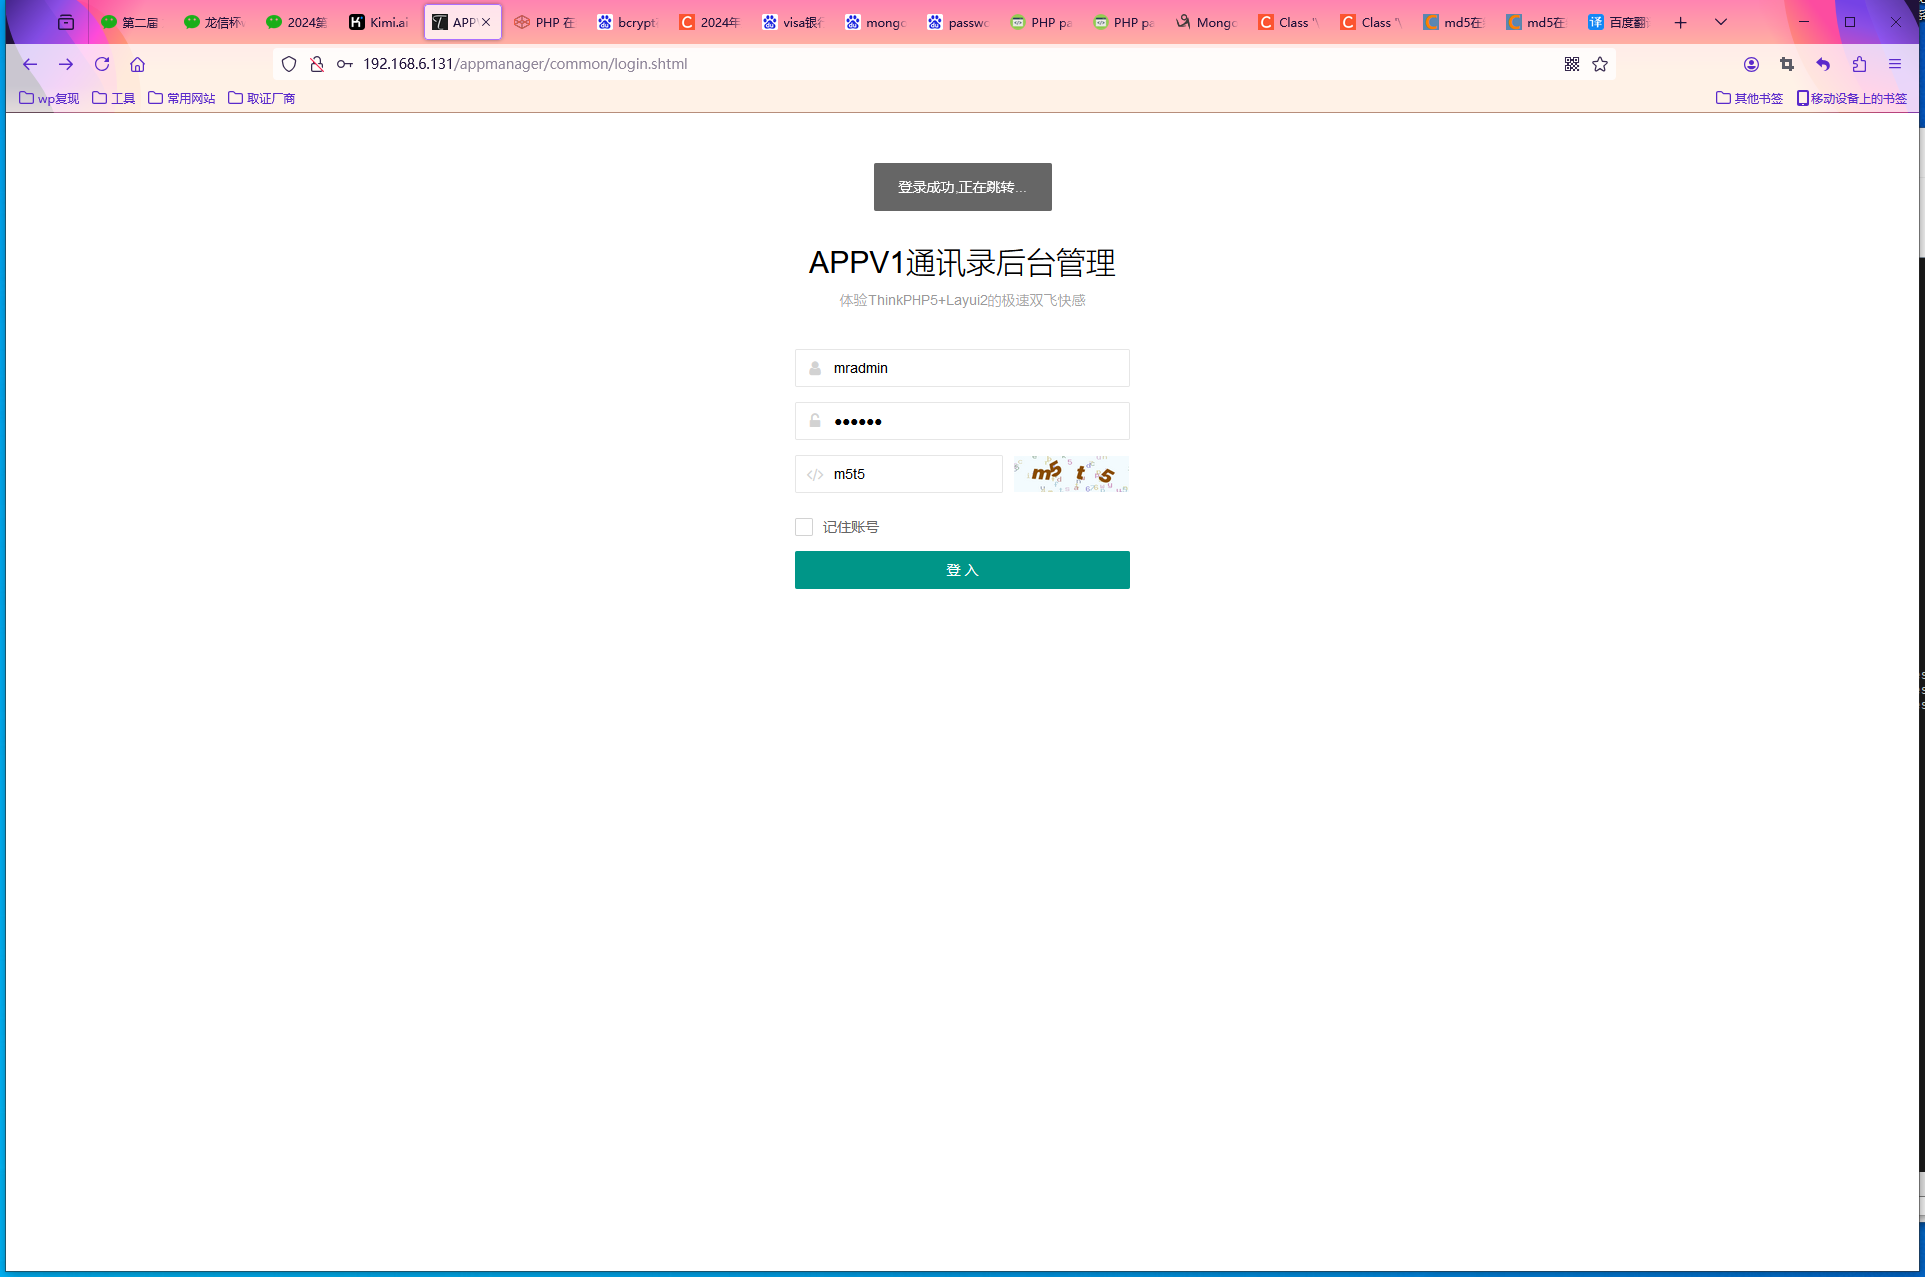 第二届
龙信杯
2024第
Kimi.ai
APP
PHP 在
bcrypt
2024年
visa银行
mongo
passwo
PHP pa
PHP pa
Mongo
Class '\
Class '\
md5在
md5在
百度翻
192.168.6.131/appmanager/common/login.shtml
wp复现 工具 常用网站 取证厂商 其他书签 移动设备上的书签
登录成功,正在跳转...
APPV1通讯录后台管理
体验ThinkPHP5+Layui2的极速双飞快感
mradmin
m5t5
m5t5
记住账号
登 入